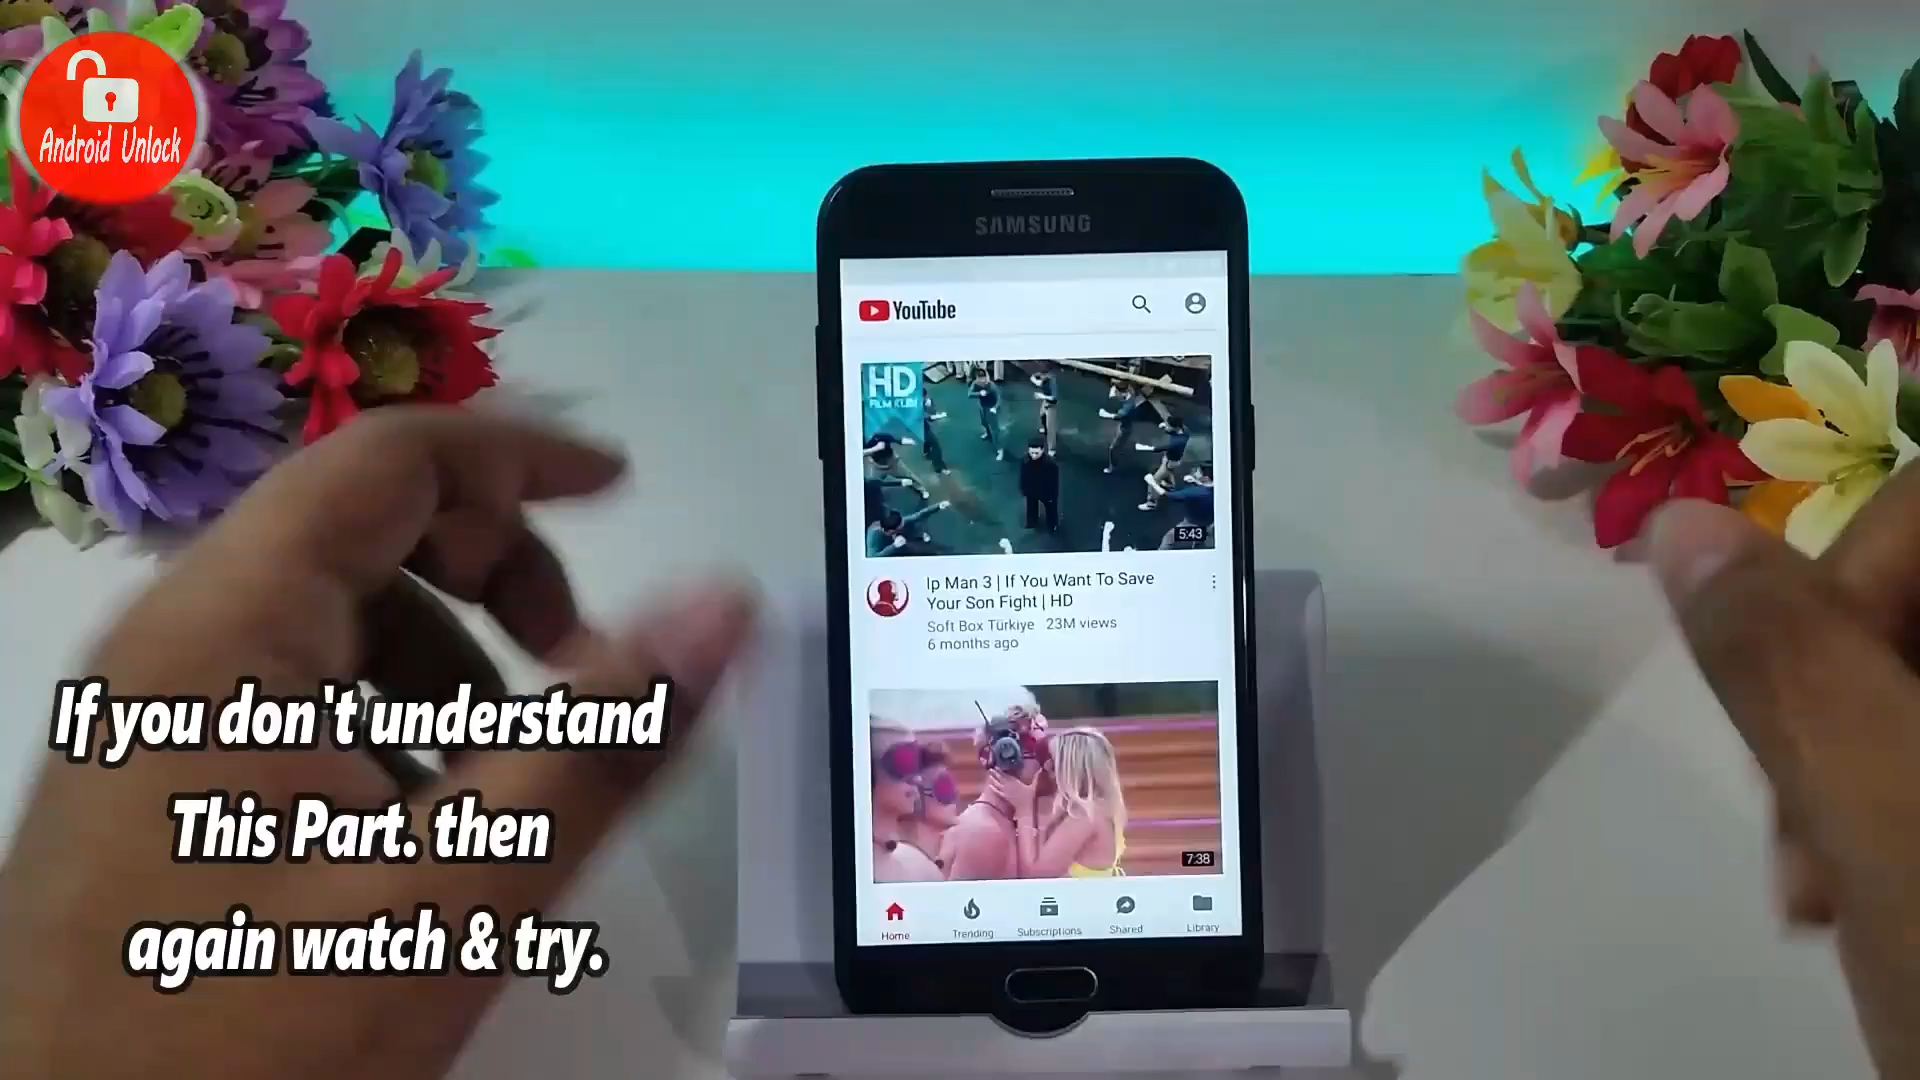 Android Unlock
SAMSUNG
YouTube
HD
FILM KLIBI
5:43
Ip Man 3 | If You Want To Save
Your Son Fight | HD
Soft Box Türkiye 23M views
6 months ago
7:38
Home
Trending
Subscriptions
Shared
Library
If you don't understand
This Part. then
again watch & try.